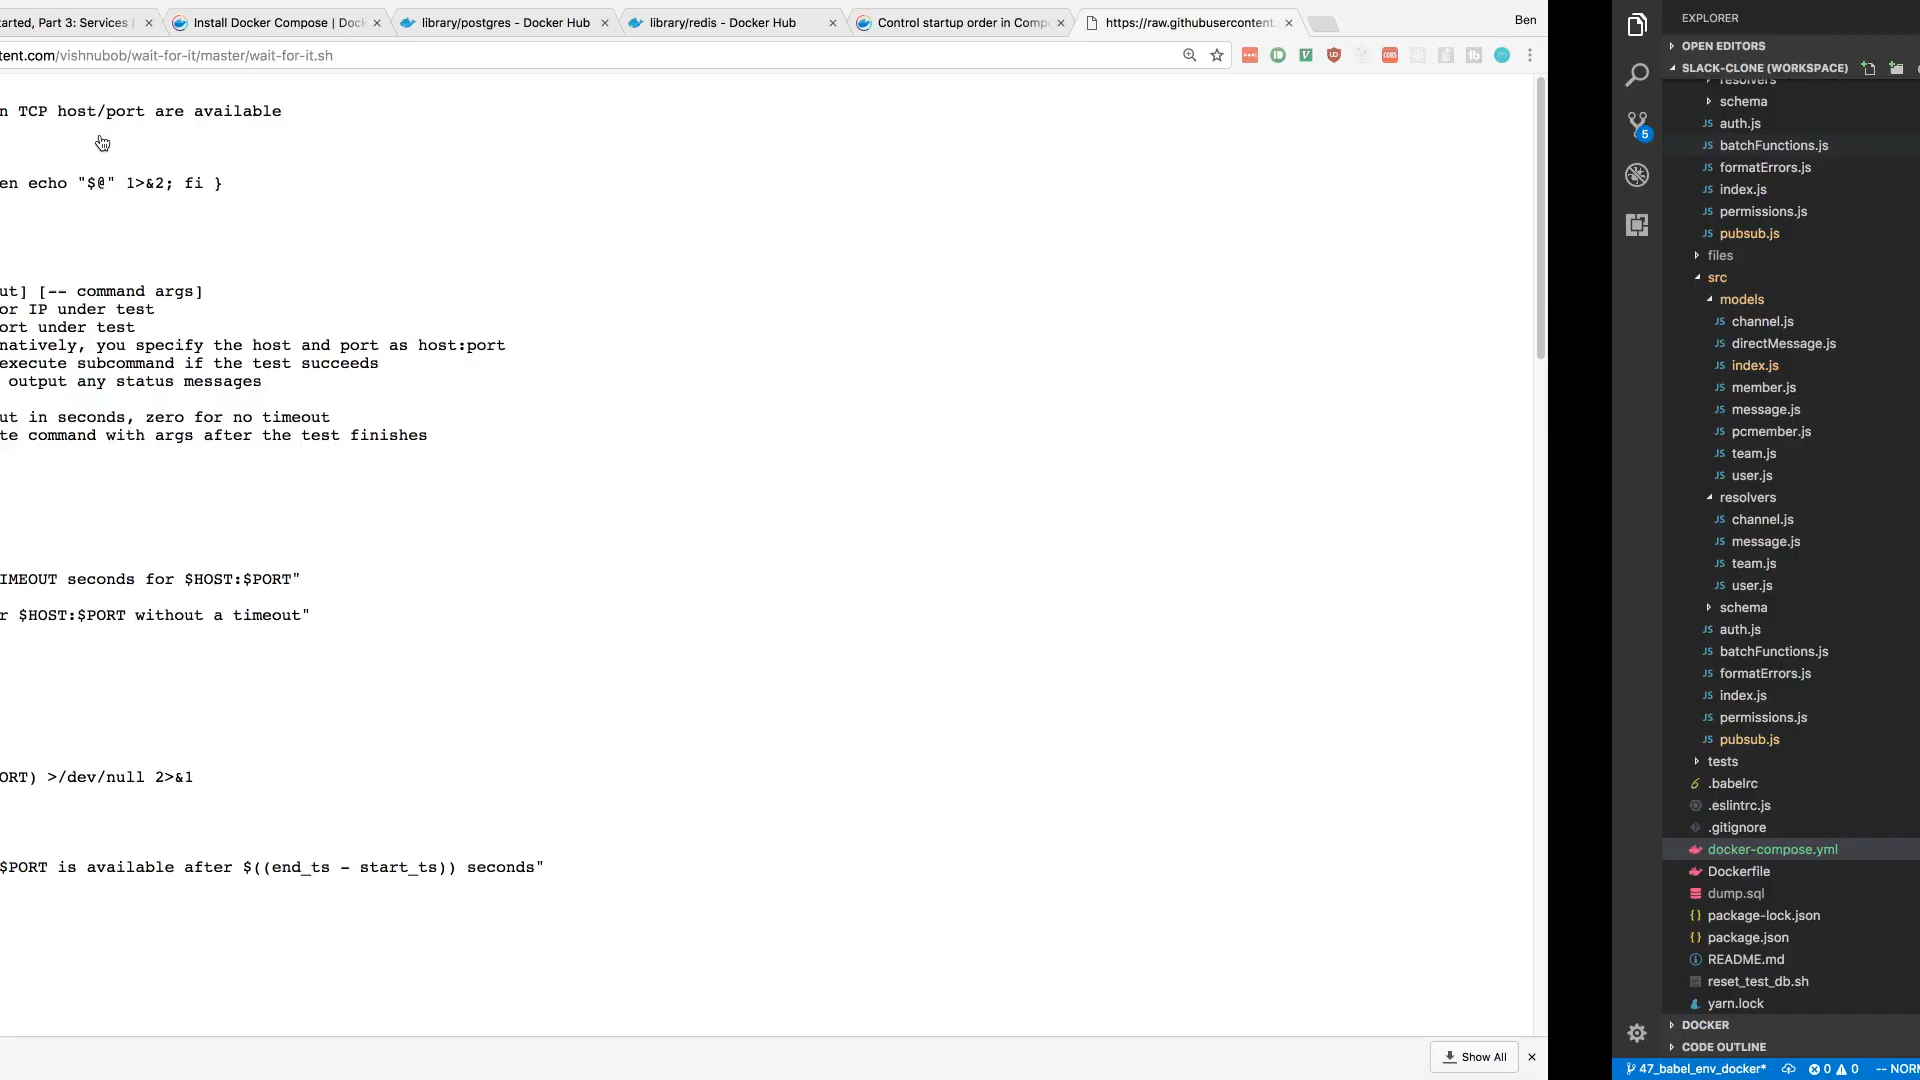 arted, Part 3: Services
Install Docker Compose | Doc
library/postgres - Docker Hub
library/redis - Docker Hub
Control startup order in Comp
https://raw.githubusercontent.
Ben
tent.com/vishnubob/wait-for-it/master/wait-for-it.sh
n TCP host/port are available
en echo "$@" 1>&2; fi }
ut] [-- command args]
or IP under test
ort under test
natively, you specify the host and port as host:port
execute subcommand if the test succeeds
output any status messages
ut in seconds, zero for no timeout
te command with args after the test finishes
IMEOUT seconds for $HOST:$PORT"
r $HOST:$PORT without a timeout"
ORT) >/dev/null 2>&1
$PORT is available after $((end_ts - start_ts)) seconds"
Show All
EXPLORER
OPEN EDITORS
SLACK-CLONE (WORKSPACE)
resolvers
schema
auth.js
batchFunctions.js
formatErrors.js
index.js
permissions.js
pubsub.js
files
src
models
channel.js
directMessage.js
index.js
member.js
message.js
pcmember.js
team.js
user.js
resolvers
channel.js
message.js
team.js
user.js
schema
auth.js
batchFunctions.js
formatErrors.js
index.js
permissions.js
pubsub.js
tests
.babelrc
.eslintrc.js
.gitignore
docker-compose.yml
Dockerfile
dump.sql
package-lock.json
package.json
README.md
reset_test_db.sh
yarn.lock
DOCKER
CODE OUTLINE
5
47_babel_env_docker* 0 0 -- NORM